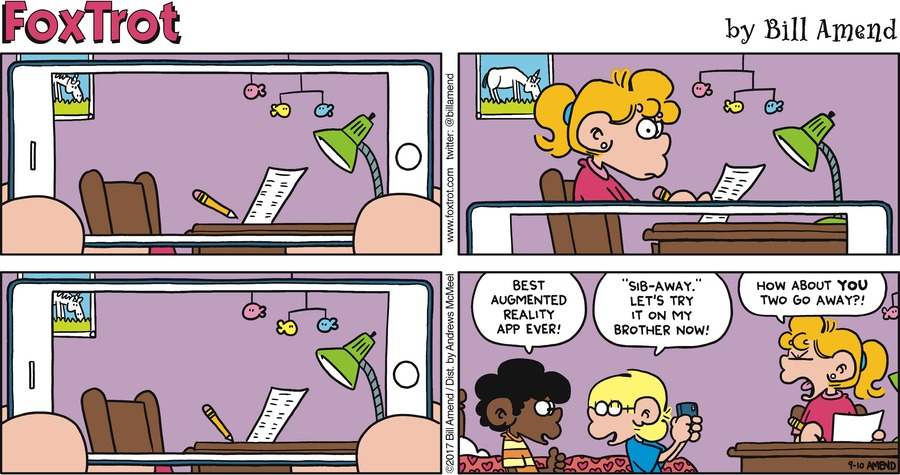 FoxTrot
by Bill Amend
www.foxtrot.com twitter: @billamend
©2017 Bill Amend / Dist. by Andrews McMeel
BEST
AUGMENTED
REALITY
APP EVER!
"SIB-AWAY."
LET'S TRY
IT ON MY
BROTHER NOW!
HOW ABOUT YOU
TWO GO AWAY?!
9-10 AMEND